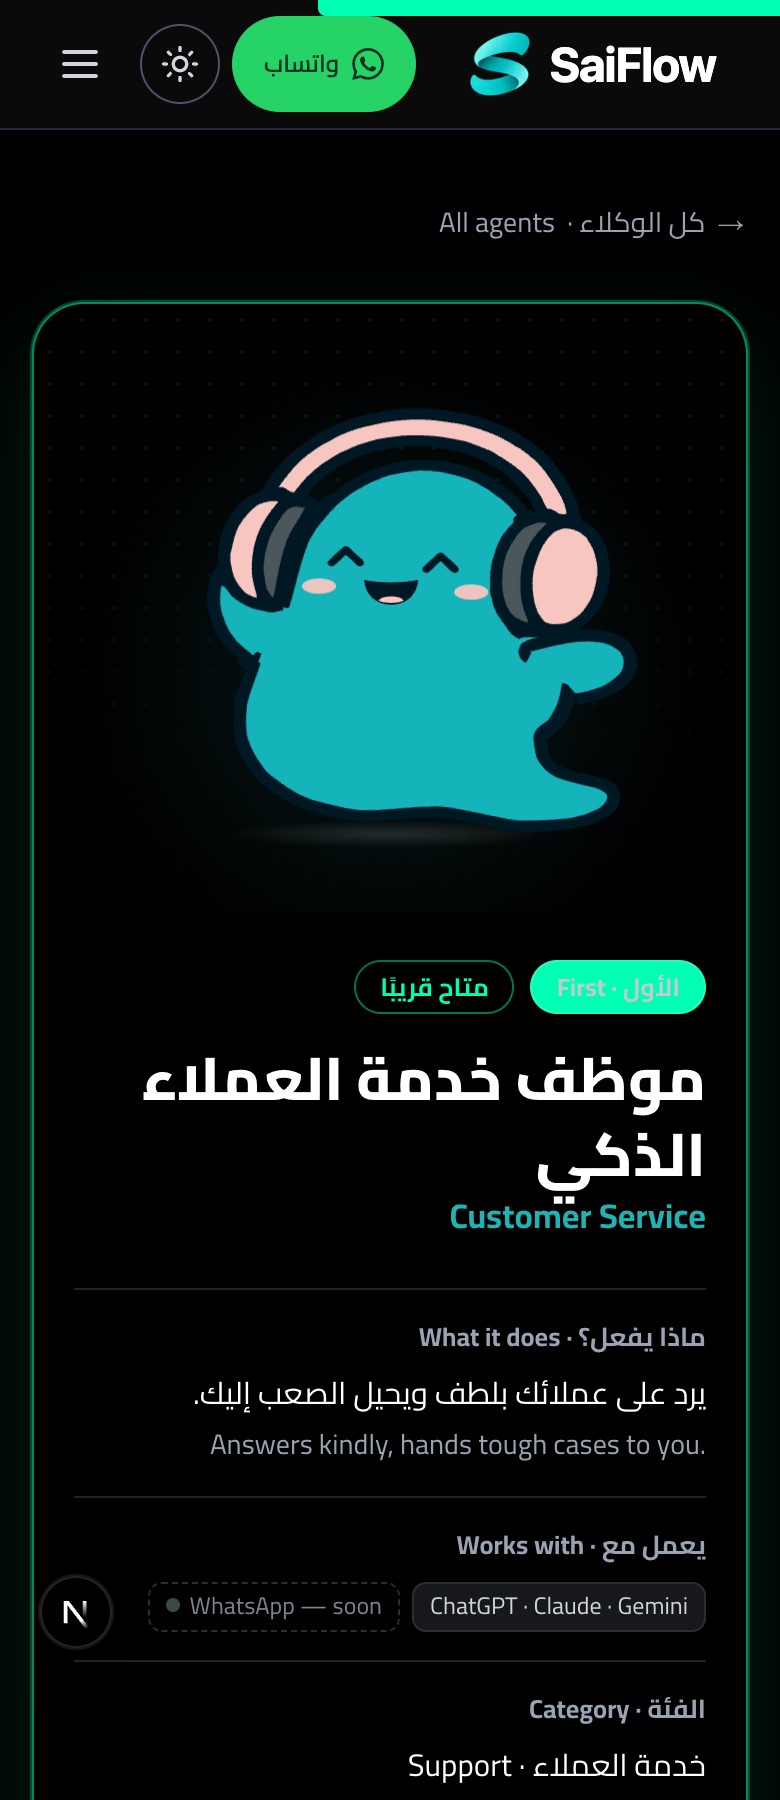 SaiFlow
واتساب
→ كل الوكلاء · All agents
الأول · First
متاح قريبًا
موظف خدمة العملاء
الذكي
Customer Service
ماذا يفعل؟ · What it does
يرد على عملائك بلطف ويحيل الصعب إليك.
Answers kindly, hands tough cases to you.
يعمل مع · Works with
ChatGPT · Claude · Gemini
WhatsApp — soon
N
الفئة · Category
خدمة العملاء · Support